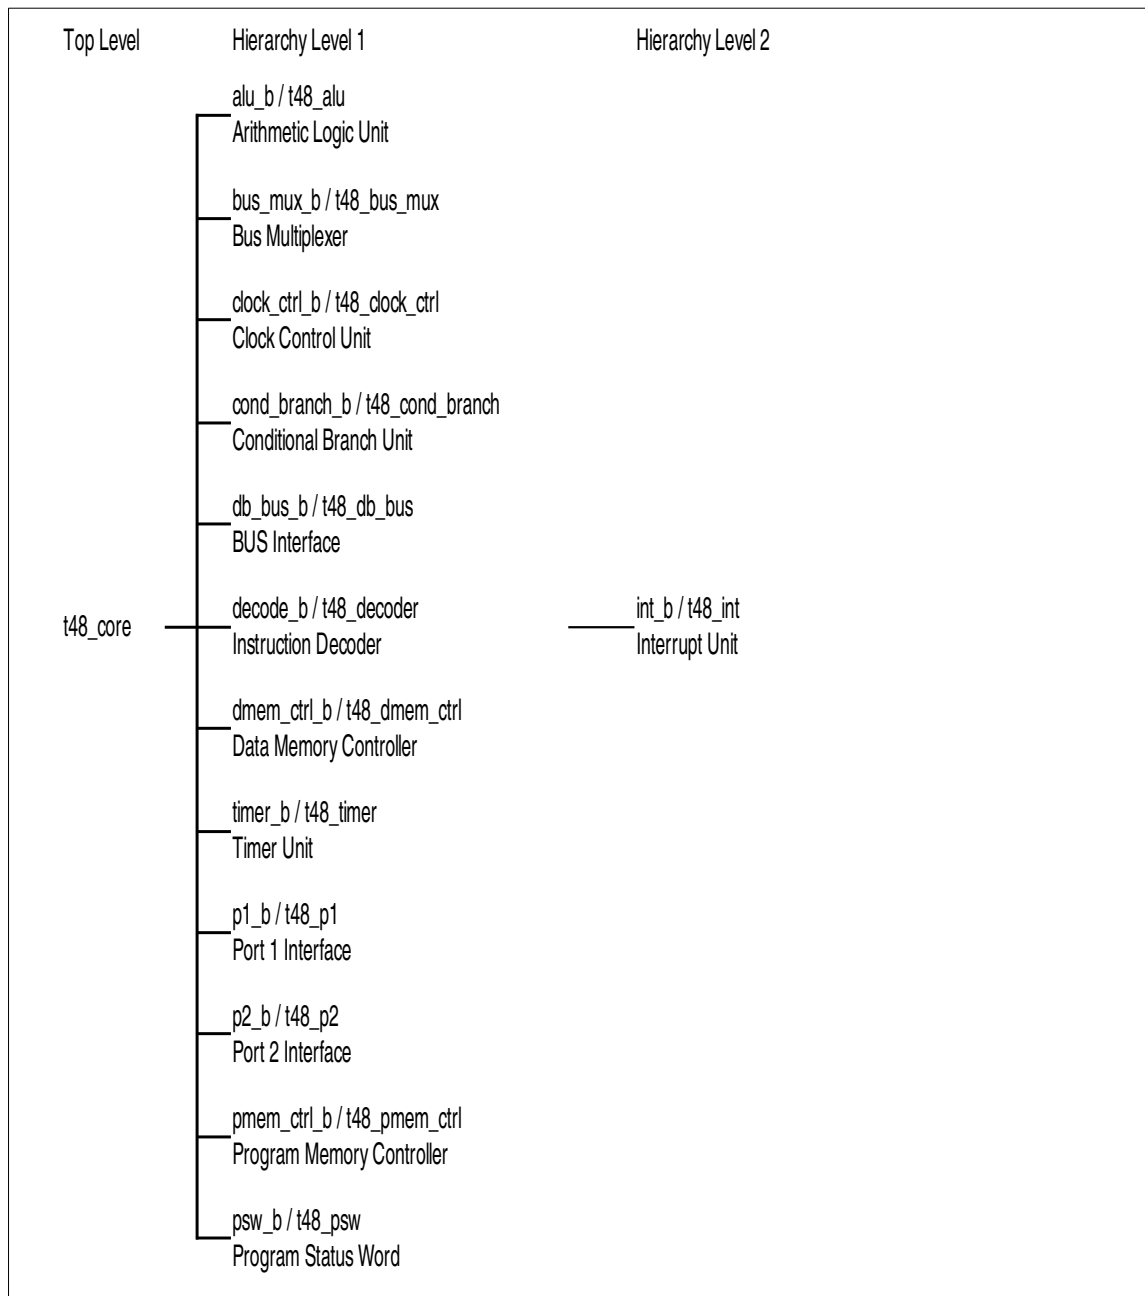 Top Level Hierarchy Level 1 Hierarchy Level 2
alu_b / t48_alu
Arithmetic Logic Unit
bus_mux_b / t48_bus_mux
Bus Multiplexer
clock_ctrl_b / t48_clock_ctrl
Clock Control Unit
cond_branch_b / t48_cond_branch
Conditional Branch Unit
db_bus_b / t48_db_bus
BUS Interface
t48_core
decode_b / t48_decoder
Instruction Decoder
int_b / t48_int
Interrupt Unit
dmem_ctrl_b / t48_dmem_ctrl
Data Memory Controller
timer_b / t48_timer
Timer Unit
p1_b / t48_p1
Port 1 Interface
p2_b / t48_p2
Port 2 Interface
pmem_ctrl_b / t48_pmem_ctrl
Program Memory Controller
psw_b / t48_psw
Program Status Word